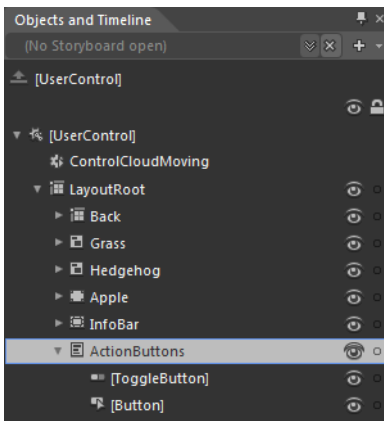 Objects and Timeline
(No Storyboard open)
[UserControl]
[UserControl]
ControlCloudMoving
LayoutRoot
Back
Grass
Hedgehog
Apple
InfoBar
ActionButtons
[ToggleButton]
[Button]